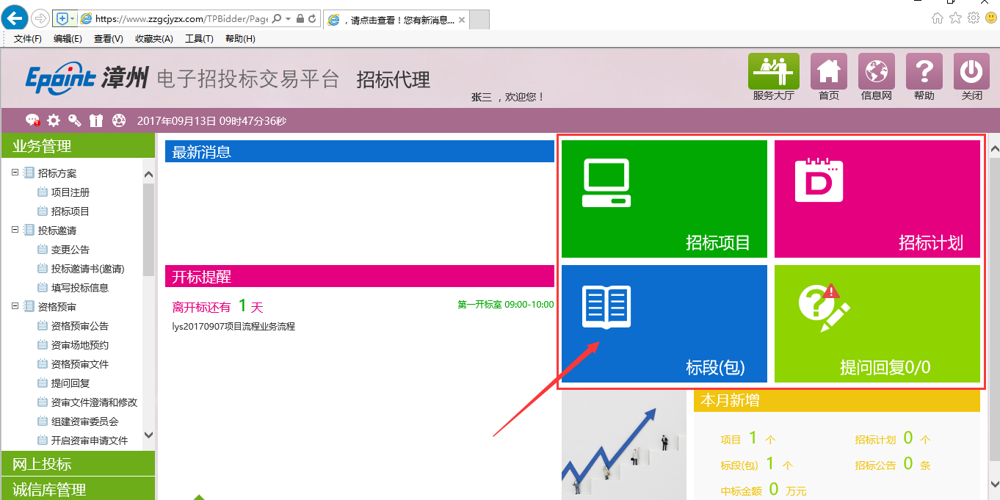 https://www.zzgcjyzx.com/TPBidder/Page
，请点击查看！您有新消息...
文件(F) 编辑(E) 查看(V) 收藏夹(A) 工具(T) 帮助(H)
Epoint 漳州 电子招投标交易平台 招标代理
张三 ，欢迎您！
服务大厅 首页 信息网 帮助 关闭
2017年09月13日 09时47分36秒
业务管理
招标方案
项目注册
招标项目
投标邀请
变更公告
投标邀请书(邀请)
填写投标信息
资格预审
资格预审公告
资审场地预约
资格预审文件
提问回复
资审文件澄清和修改
组建资审委员会
开启资审申请文件
网上投标
诚信库管理
最新消息
开标提醒
离开标还有 1 天
第一开标室 09:00-10:00
lys20170907项目流程业务流程
招标项目
D
招标计划
标段(包)
提问回复0/0
本月新增
项目 1 个 招标计划 0 个
标段(包) 1 个 招标公告 0 条
中标金额 0 万元